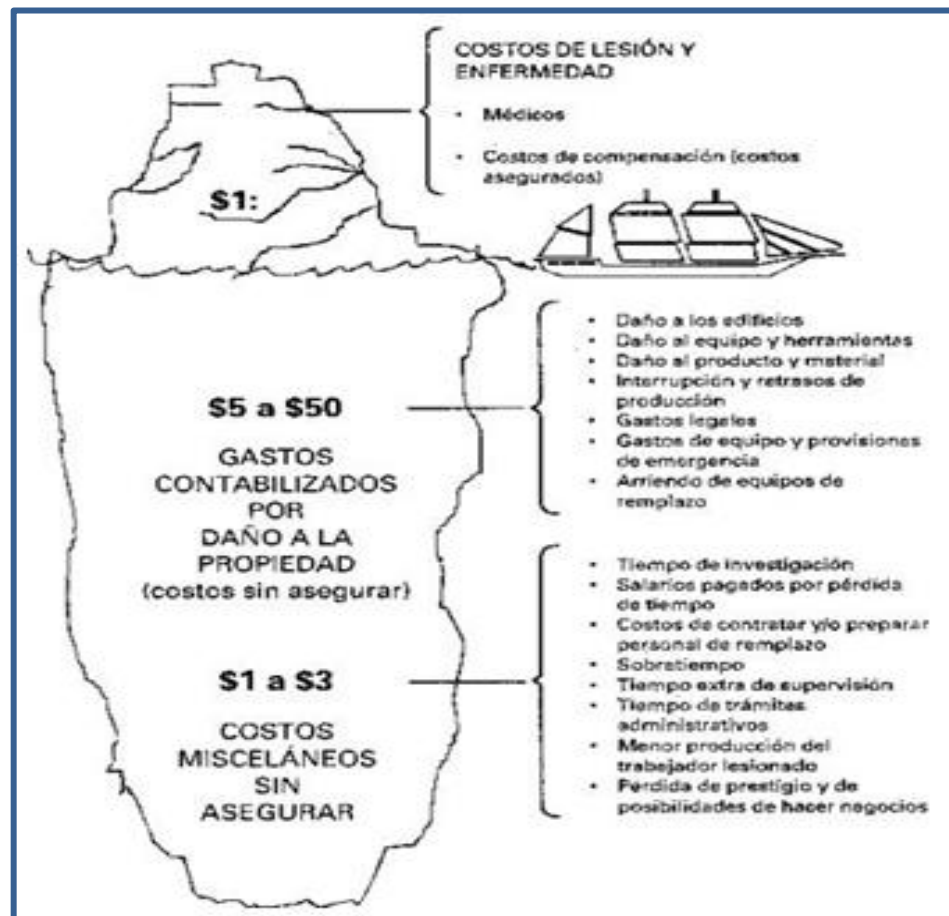 COSTOS DE LESIÓN Y
ENFERMEDAD
• Médicos
• Costos de compensación (costos
asegurados)
$1:
• Daño a los edificios
• Daño al equipo y herramientas
• Daño al producto y material
• Interrupción y retrasos de
producción
• Gastos legales
• Gastos de equipo y provisiones
de emergencia
• Arriendo de equipos de
remplazo
$5 a $50
GASTOS
CONTABILIZADOS
POR
DAÑO A LA
PROPIEDAD
(costos sin asegurar)
• Tiempo de investigación
• Salarios pagados por pérdida
de tiempo
• Costos de contratar y/o preparar
personal de remplazo
• Sobretiempo
• Tiempo extra de supervisión
• Tiempo de trámites
administrativos
• Menor producción del
trabajador lesionado
• Perdida de prestigio y de
posibilidades de hacer negocios
$1 a $3
COSTOS
MISCELÁNEOS
SIN
ASEGURAR